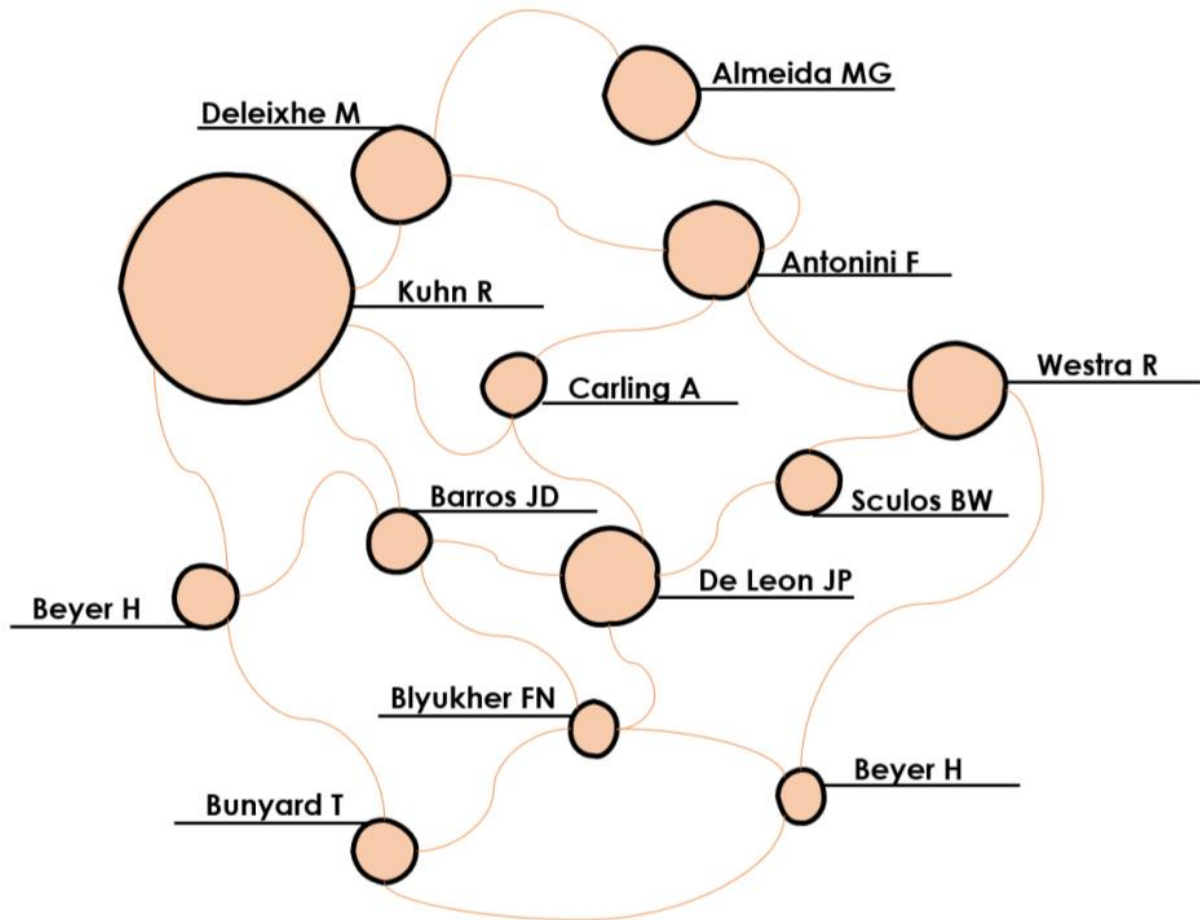 Almeida MG
Deleixhe M
Antonini F
Kuhn R
Westra R
Carling A
Barros JD
Sculos BW
De Leon JP
Beyer H
Blyukher FN
Beyer H
Bunyard T